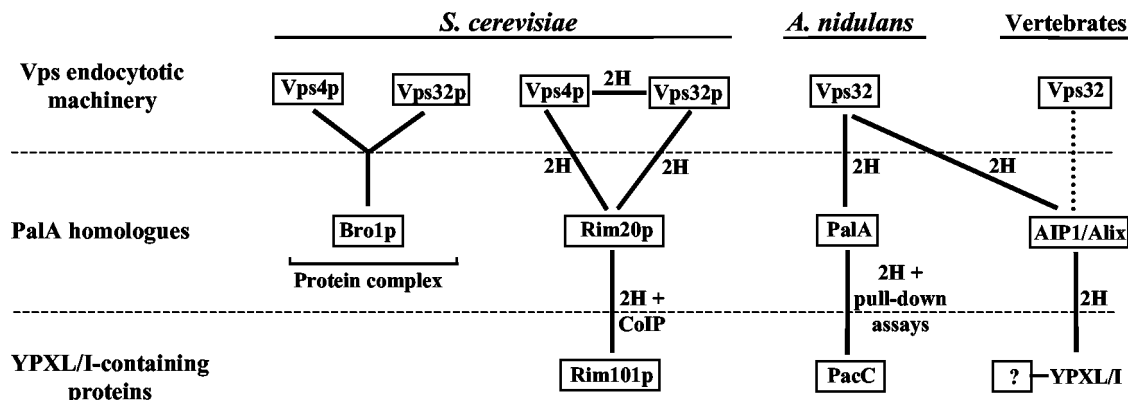 S. cerevisiae
A. nidulans
Vertebrates
Vps endocytotic
machinery
Vps4p
Vps32p
Vps4p
2H
Vps32p
Vps32
Vps32
2H
2H
2H
2H
PalA homologues
Bro1p
Rim20p
PalA
AIP1/Alix
Protein complex
2H +
CoIP
2H +
pull-down
assays
2H
YPXL/I-containing
proteins
Rim101p
PacC
?
YPXL/I